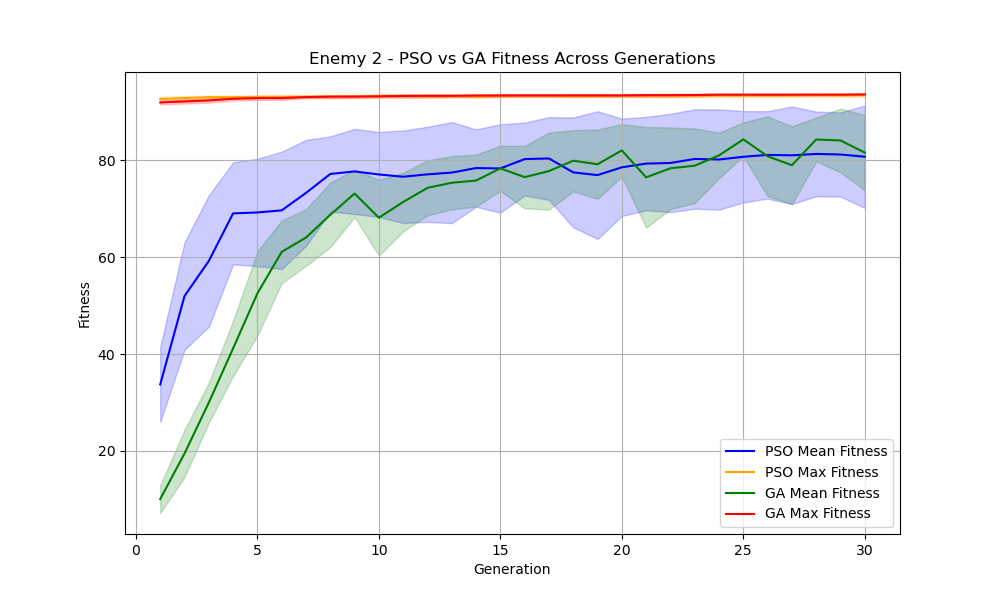 Enemy 2 - PSO vs GA Fitness Across Generations
Fitness
80
60
40
20
0 5 10 15 20 25 30
Generation
PSO Mean Fitness
PSO Max Fitness
GA Mean Fitness
GA Max Fitness